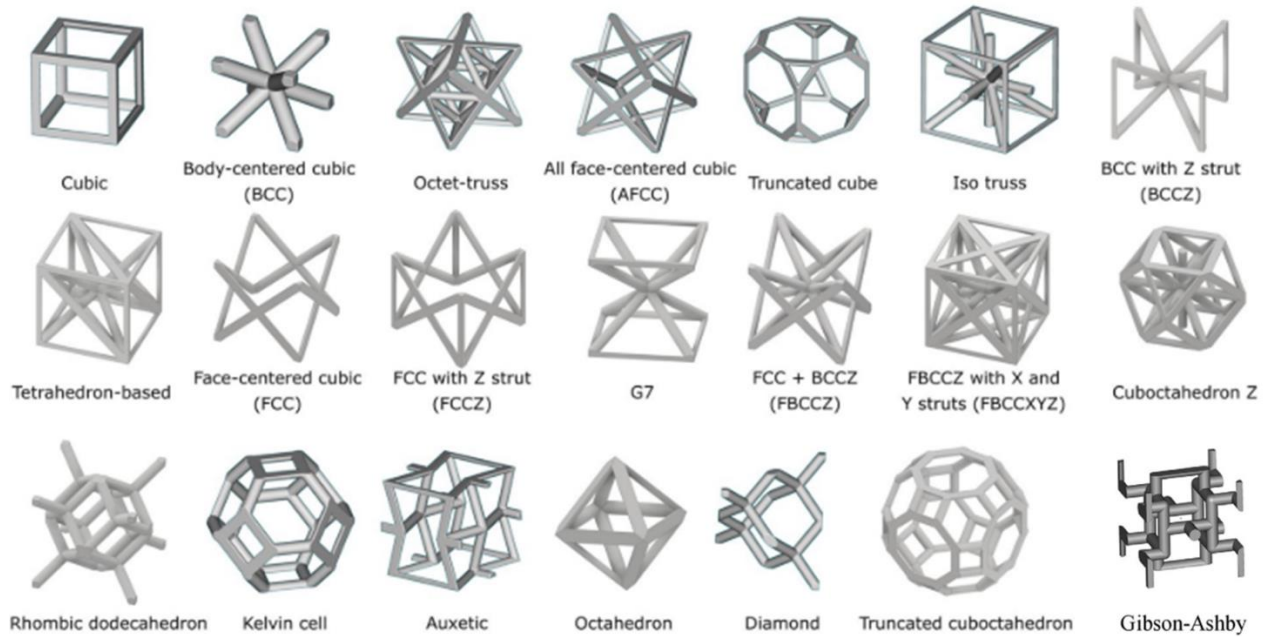 Cubic
Body-centered cubic
(BCC)
Octet-truss
All face-centered cubic
(AFCC)
Truncated cube
Iso truss
BCC with Z strut
(BCCZ)
Tetrahedron-based
Face-centered cubic
(FCC)
FCC with Z strut
(FCCZ)
G7
FCC + BCCZ
(FBCCZ)
FBCCZ with X and
Y struts (FBCCXYZ)
Cuboctahedron Z
Rhombic dodecahedron
Kelvin cell
Auxetic
Octahedron
Diamond
Truncated cuboctahedron
Gibson-Ashby